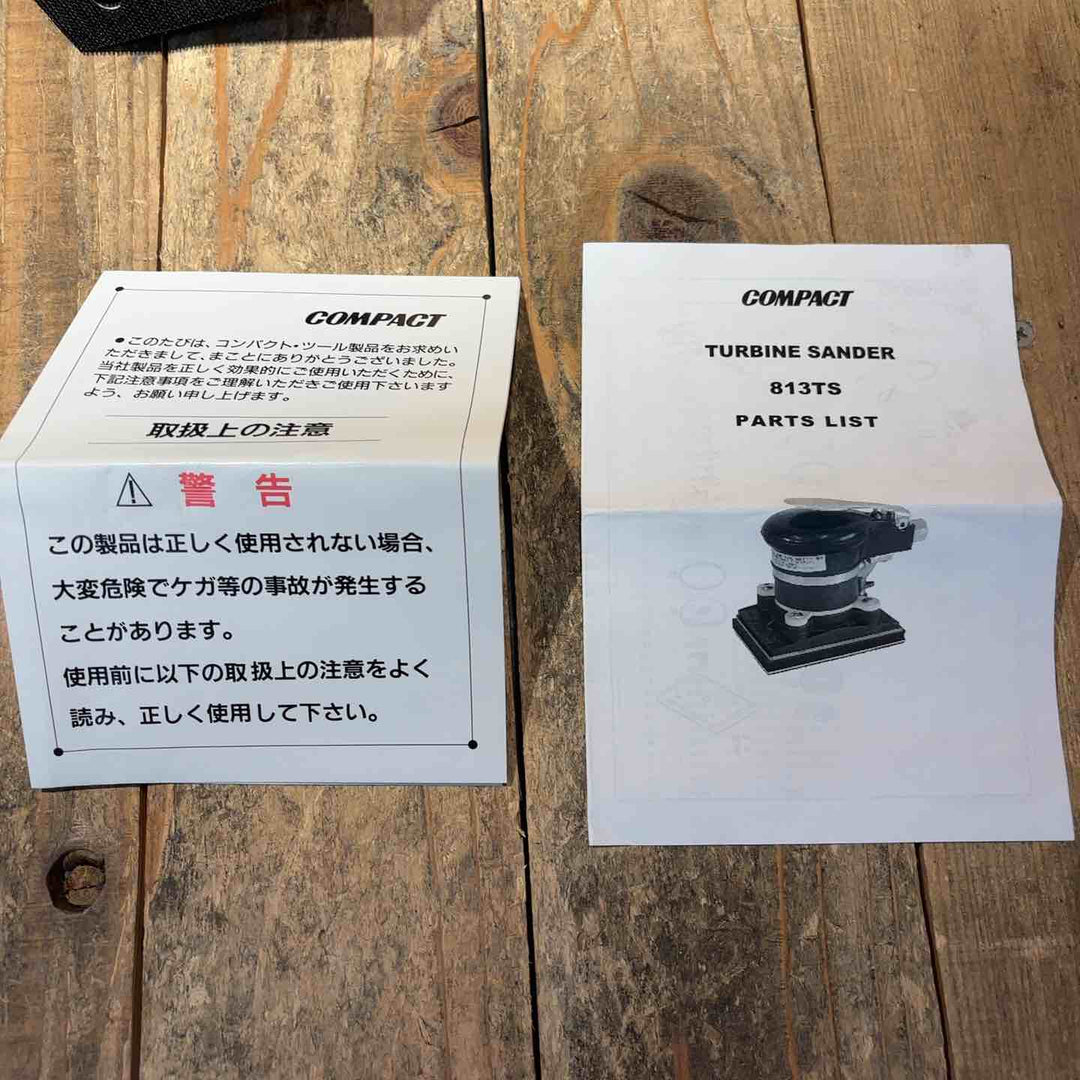 COMPACT
●このたびは、コンパクト・ツール製品をお求めい
ただきまして、まことにありがとうございました。
当社製品を正しく効果的にご使用いただくために、
下記注意事項をご理解いただきご使用下さいます
よう、お願い申し上げます。
取扱上の注意
警告
この製品は正しく使用されない場合、
大変危険でケガ等の事故が発生する
ことがあります。
使用前に以下の取扱上の注意をよく
読み、正しく使用して下さい。
COMPACT
TURBINE SANDER
813TS
PARTS LIST